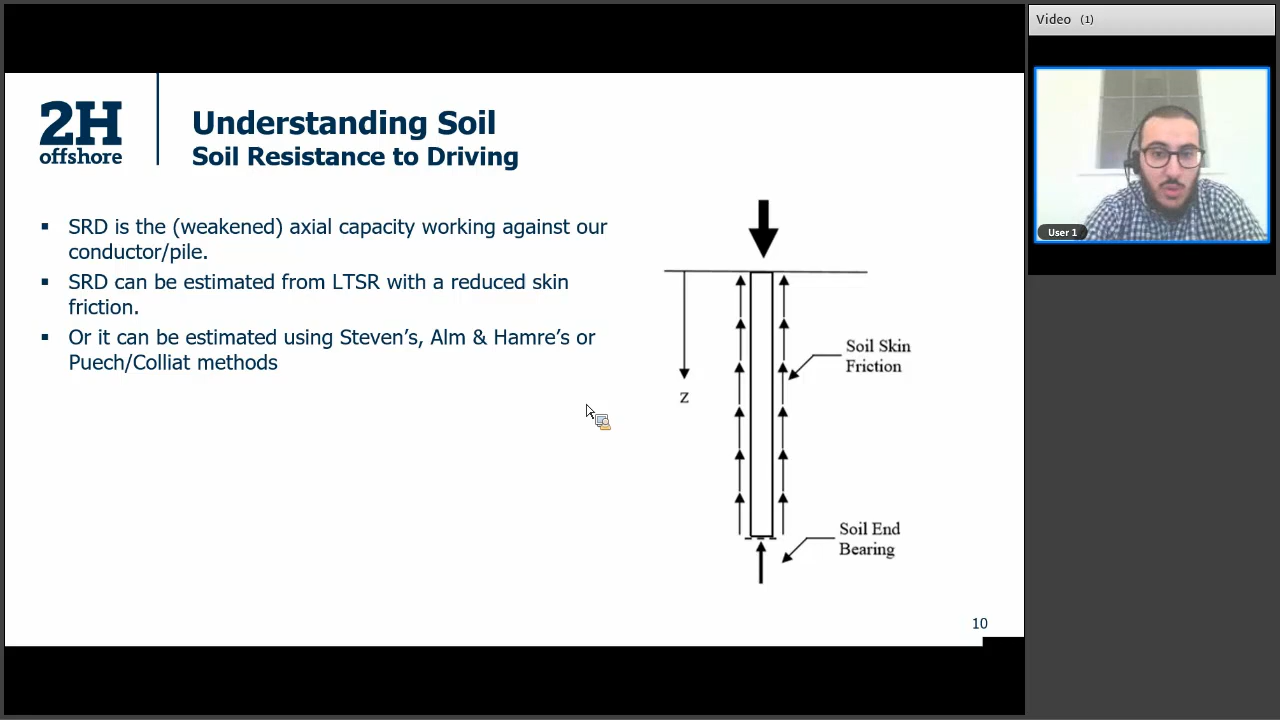 Video (1)
User 1
2H
offshore
Understanding Soil
Soil Resistance to Driving
▪ SRD is the (weakened) axial capacity working against our
conductor/pile.
▪ SRD can be estimated from LTSR with a reduced skin
friction.
▪ Or it can be estimated using Steven's, Alm & Hamre's or
Puech/Colliat methods
z
Soil Skin
Friction
Soil End
Bearing
10